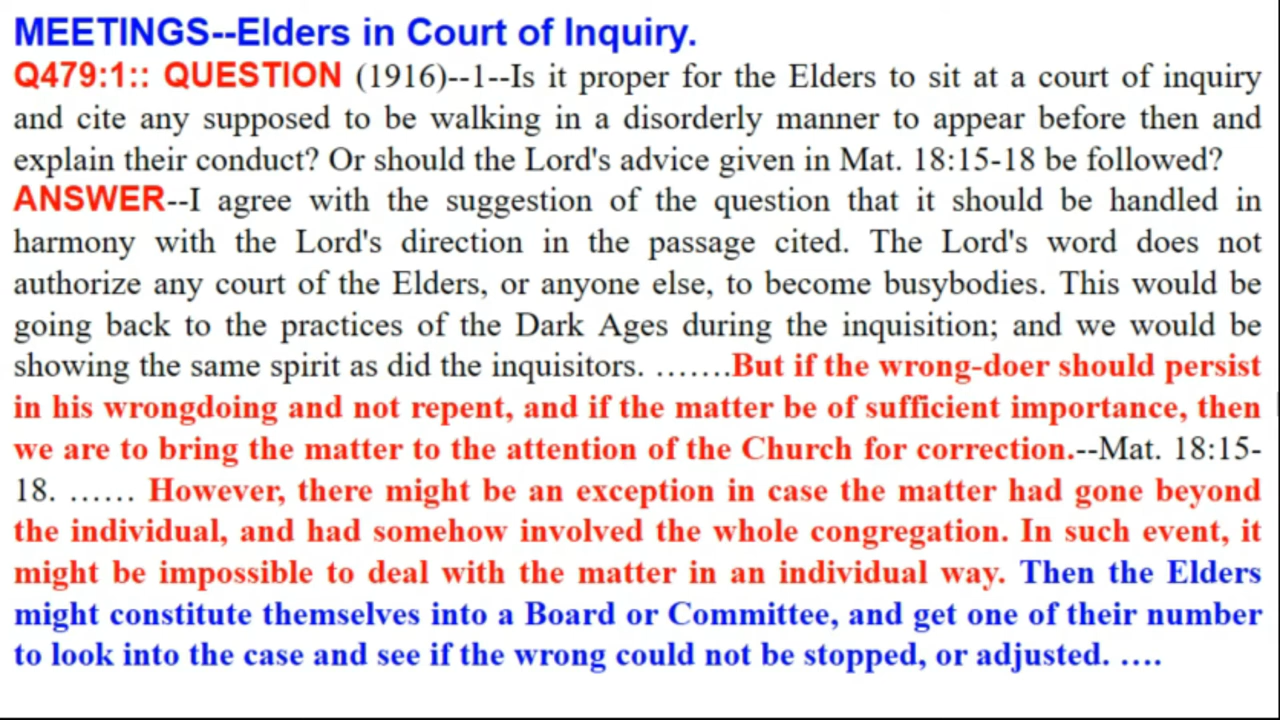 MEETINGS--Elders in Court of Inquiry.
Q479:1:: QUESTION (1916)--1--Is it proper for the Elders to sit at a court of inquiry
and cite any supposed to be walking in a disorderly manner to appear before then and
explain their conduct? Or should the Lord's advice given in Mat. 18:15-18 be followed?
ANSWER--I agree with the suggestion of the question that it should be handled in
harmony with the Lord's direction in the passage cited. The Lord's word does not
authorize any court of the Elders, or anyone else, to become busybodies. This would be
going back to the practices of the Dark Ages during the inquisition; and we would be
showing the same spirit as did the inquisitors. …….But if the wrong-doer should persist
in his wrongdoing and not repent, and if the matter be of sufficient importance, then
we are to bring the matter to the attention of the Church for correction.--Mat. 18:15-
18. …… However, there might be an exception in case the matter had gone beyond
the individual, and had somehow involved the whole congregation. In such event, it
might be impossible to deal with the matter in an individual way. Then the Elders
might constitute themselves into a Board or Committee, and get one of their number
to look into the case and see if the wrong could not be stopped, or adjusted. ….